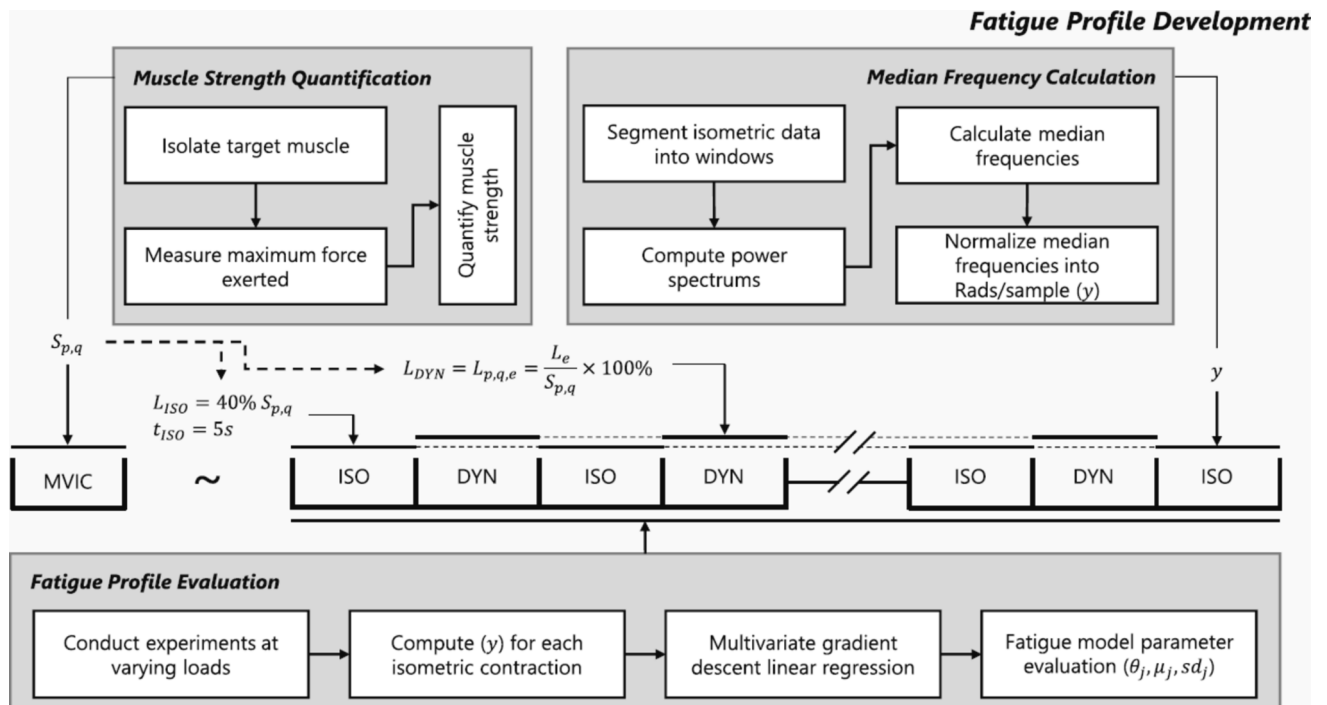 Fatigue Profile Development
Muscle Strength Quantification
Isolate target muscle
Measure maximum force
exerted
Quantify muscle
strength
Median Frequency Calculation
Segment isometric data
into windows
Compute power
spectrums
Calculate median
frequencies
Normalize median
frequencies into
Rads/sample (y)
S_{p,q}
L_{DYN} = L_{p,q,e} = \frac{L_e}{S_{p,q}} × 100%
L_{ISO} = 40% S_{p,q}
t_{ISO} = 5s
y
MVIC
~
ISO
DYN
ISO
DYN
ISO
DYN
ISO
Fatigue Profile Evaluation
Conduct experiments at
varying loads
Compute (y) for each
isometric contraction
Multivariate gradient
descent linear regression
Fatigue model parameter
evaluation (θ_j, μ_j, sd_j)